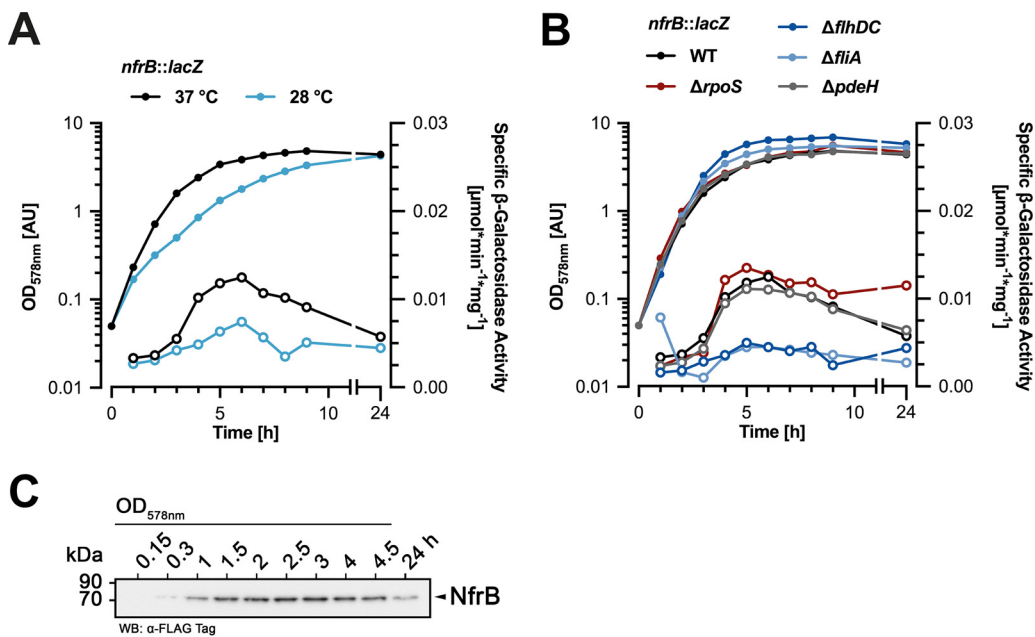 A
nfrB::lacZ
37 °C 28 °C
10
1
0.1
0.01
OD578nm [AU]
0.03
0.02
0.01
0.00
Specific β-Galactosidase Activity
[µmol*min-1*mg-1]
0 5 10 24
Time [h]
B
nfrB::lacZ
WT
ΔrpoS
ΔflhDC
ΔfliA
ΔpdeH
10
1
0.1
0.01
OD578nm [AU]
0.03
0.02
0.01
0.00
Specific β-Galactosidase Activity
[µmol*min-1*mg-1]
0 5 10 24
Time [h]
C
OD578nm
kDa 0.15 0.3 1 1.5 2 2.5 3 4 4.5 24 h
90
70
NfrB
WB: α-FLAG Tag